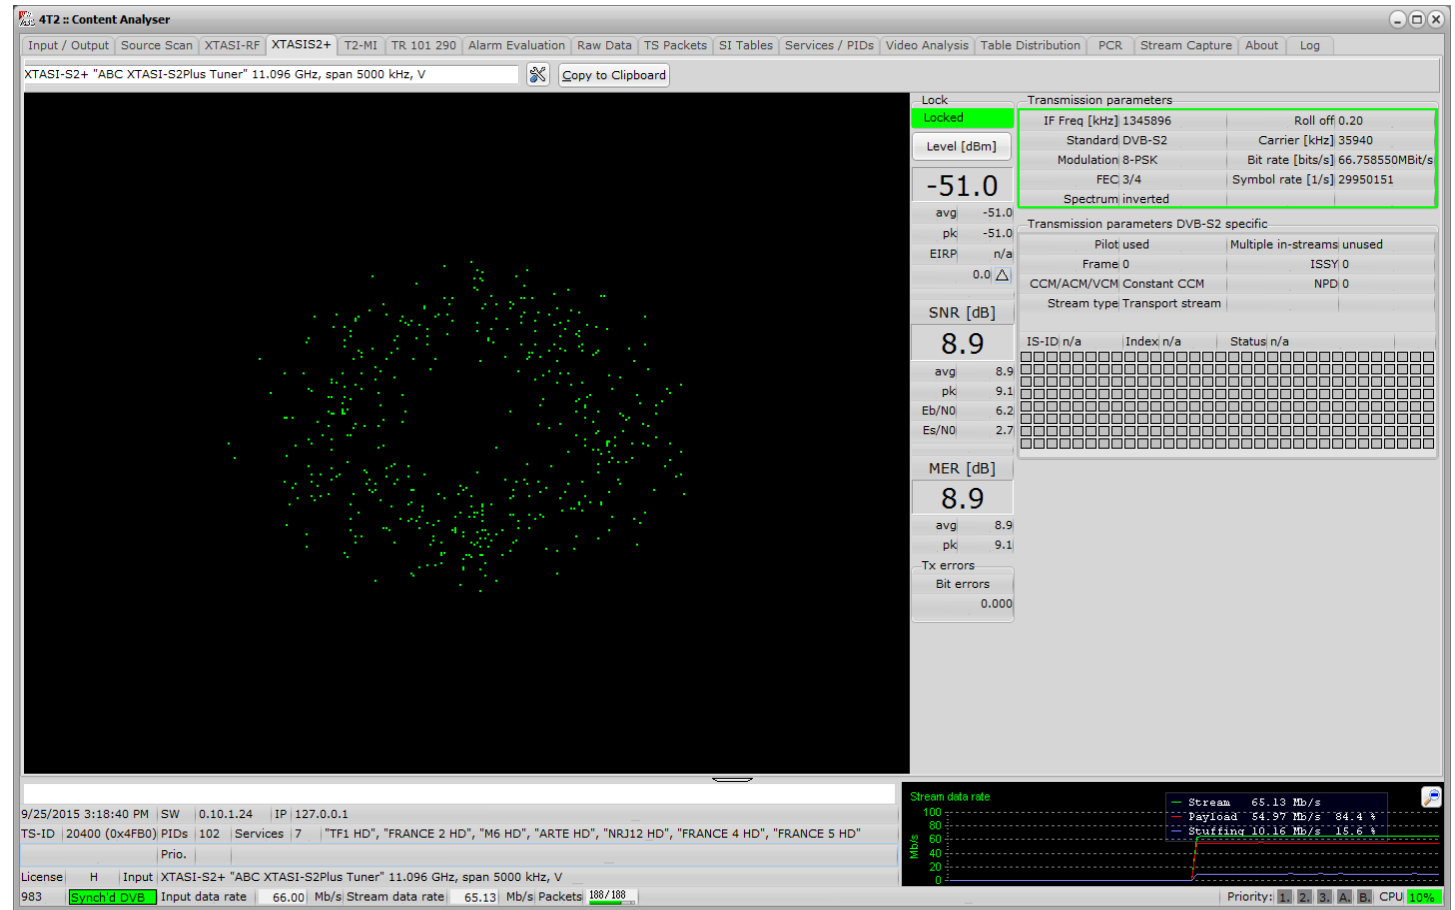 4T2 :: Content Analyser
Input / Output Source Scan XTASI-RF XTASIS2+ T2-MI TR 101 290 Alarm Evaluation Raw Data TS Packets SI Tables Services / PIDs Video Analysis Table Distribution PCR Stream Capture About Log
XTASI-S2+ "ABC XTASI-S2Plus Tuner" 11.096 GHz, span 5000 kHz, V Copy to Clipboard
Lock
Locked
Level [dBm]
-51.0
avg -51.0
pk -51.0
EIRP n/a
0.0
SNR [dB]
8.9
avg 8.9
pk 9.1
Eb/N0 6.2
Es/N0 2.7
MER [dB]
8.9
avg 8.9
pk 9.1
Tx errors
Bit errors
0.000
Transmission parameters
IF Freq [kHz] 1345896 Roll off 0.20
Standard DVB-S2 Carrier [kHz] 35940
Modulation 8-PSK Bit rate [bits/s] 66.758550MBit/s
FEC 3/4 Symbol rate [1/s] 29950151
Spectrum inverted
Transmission parameters DVB-S2 specific
Pilot used Multiple in-streams unused
Frame 0 ISSY 0
CCM/ACM/VCM Constant CCM NPD 0
Stream type Transport stream
IS-ID n/a Index n/a Status n/a
9/25/2015 3:18:40 PM SW 0.10.1.24 IP 127.0.0.1
TS-ID 20400 (0x4FB0) PIDs 102 Services 7 "TF1 HD", "FRANCE 2 HD", "M6 HD", "ARTE HD", "NRJ12 HD", "FRANCE 4 HD", "FRANCE 5 HD"
Prio.
License H Input XTASI-S2+ "ABC XTASI-S2Plus Tuner" 11.096 GHz, span 5000 kHz, V
983 Synch'd DVB Input data rate 66.00 Mb/s Stream data rate 65.13 Mb/s Packets 188/188
Stream data rate
Mb/s
100
80
60
40
20
0
Stream 65.13 Mb/s
Payload 54.97 Mb/s 84.4 %
Stuffing 10.16 Mb/s 15.6 %
Priority: 1. 2. 3. A. B. CPU 10%